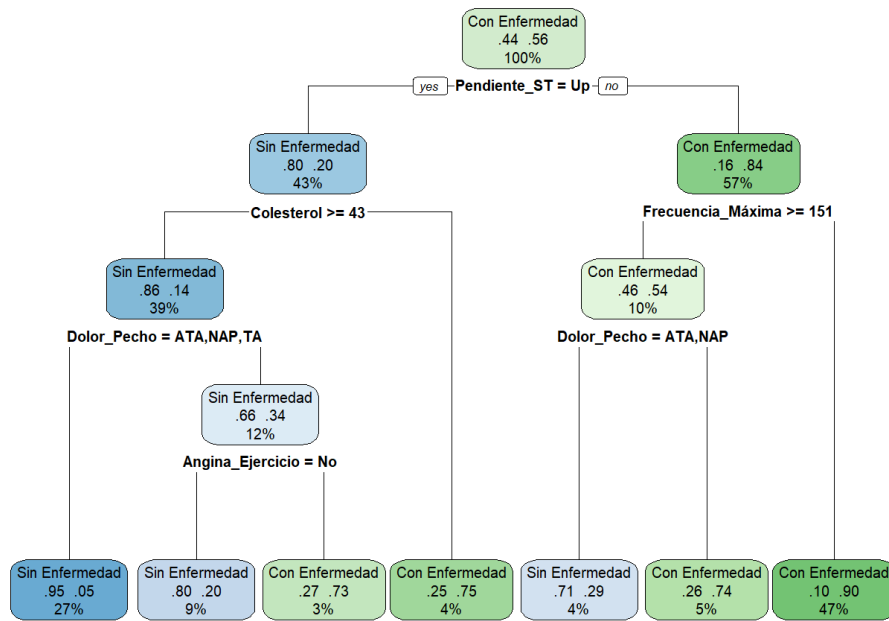 Con Enfermedad
.44 .56
100%
yes Pendiente_ST = Up no
Sin Enfermedad
.80 .20
43%
Con Enfermedad
.16 .84
57%
Colesterol >= 43
Frecuencia_Máxima >= 151
Sin Enfermedad
.86 .14
39%
Con Enfermedad
.46 .54
10%
Dolor_Pecho = ATA,NAP,TA
Dolor_Pecho = ATA,NAP
Sin Enfermedad
.66 .34
12%
Angina_Ejercicio = No
Sin Enfermedad
.95 .05
27%
Sin Enfermedad
.80 .20
9%
Con Enfermedad
.27 .73
3%
Con Enfermedad
.25 .75
4%
Sin Enfermedad
.71 .29
4%
Con Enfermedad
.26 .74
5%
Con Enfermedad
.10 .90
47%